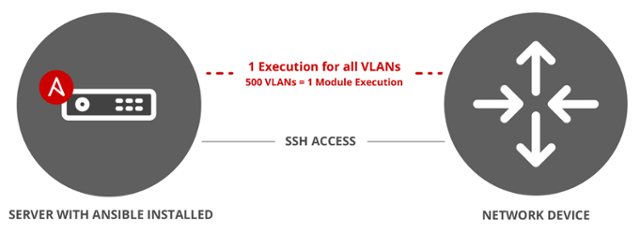 1 Execution for all VLANs
500 VLANs = 1 Module Execution
SSH ACCESS
SERVER WITH ANSIBLE INSTALLED
NETWORK DEVICE